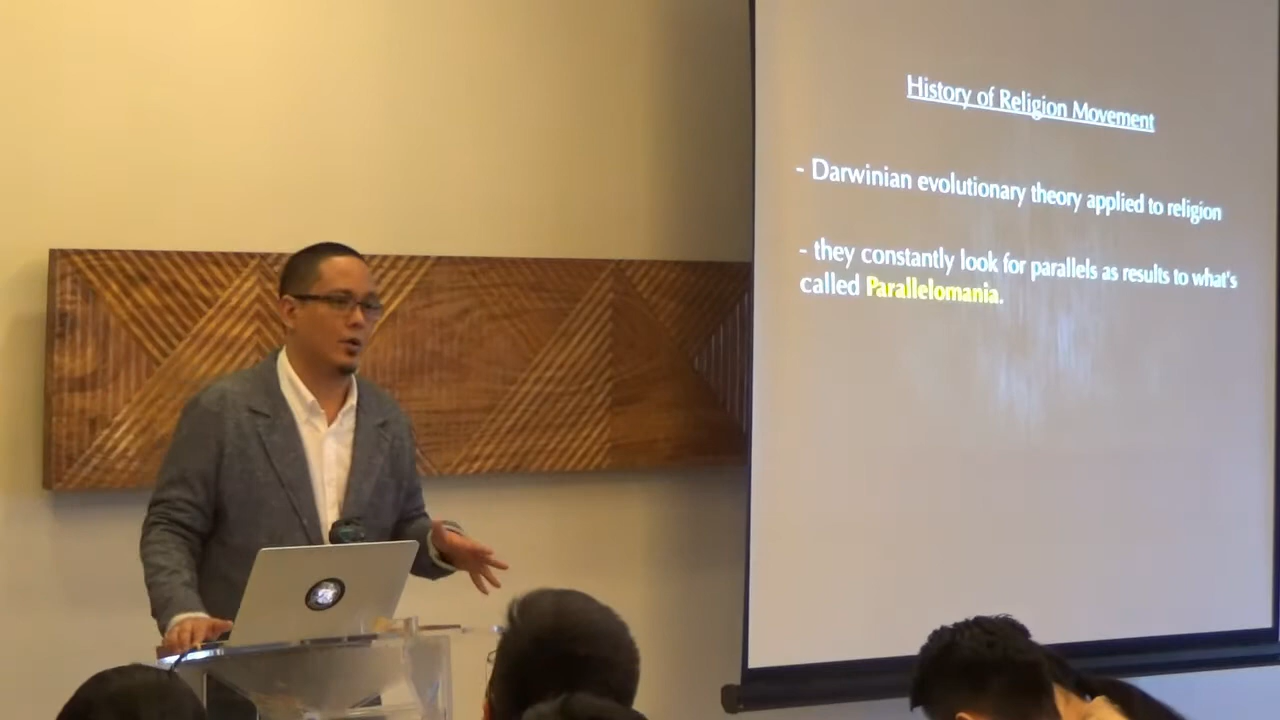 History of Religion Movement
- Darwinian evolutionary theory applied to religion
- they constantly look for parallels as results to what's
called Parallelomania.